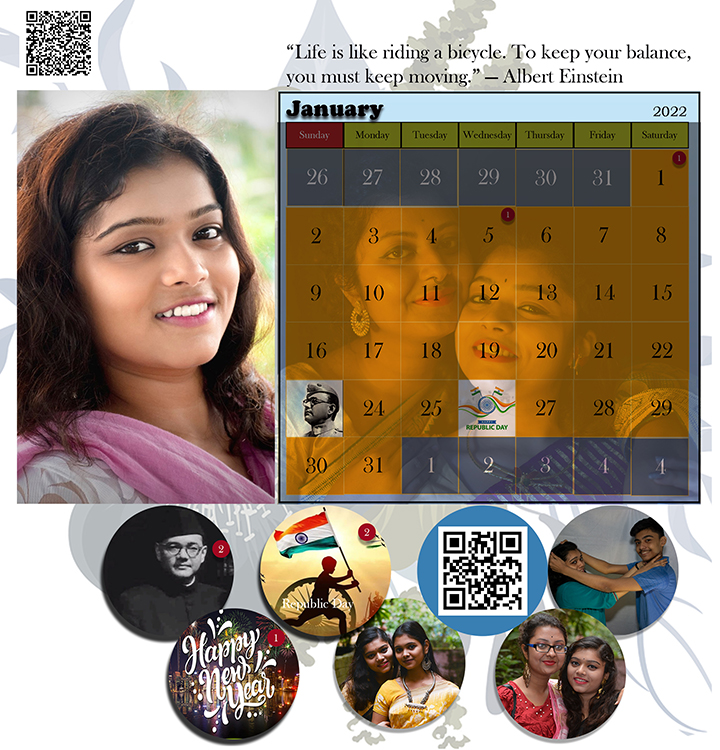 “Life is like riding a bicycle. To keep your balance,
you must keep moving.” — Albert Einstein
January 2022
Sunday Monday Tuesday Wednesday Thursday Friday Saturday
26 27 28 29 30 31 1 1
2 3 4 5 1 6 7 8
9 10 11 12 13 14 15
16 17 18 19 20 21 22
24 25 REPUBLIC DAY 27 28 29
30 31 1 2 3 4 4
2
2
Republic Day
1
Happy
New
Year